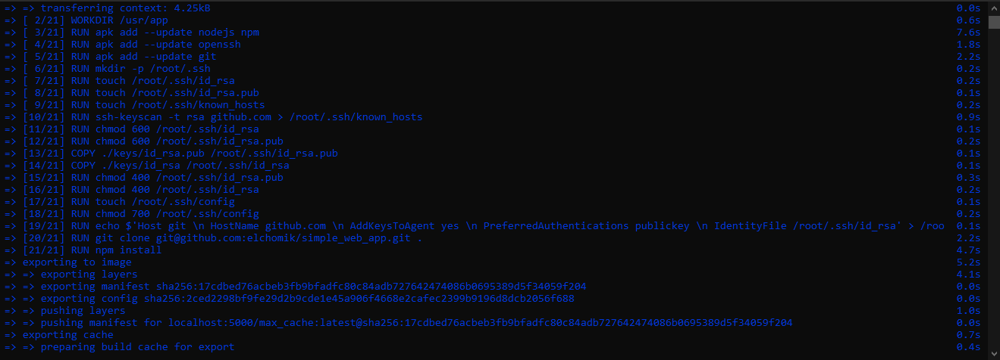 => => transferring context: 4.25kB 0.0s
=> [ 2/21] WORKDIR /usr/app 0.6s
=> [ 3/21] RUN apk add --update nodejs npm 7.6s
=> [ 4/21] RUN apk add --update openssh 1.8s
=> [ 5/21] RUN apk add --update git 2.2s
=> [ 6/21] RUN mkdir -p /root/.ssh 0.2s
=> [ 7/21] RUN touch /root/.ssh/id_rsa 0.2s
=> [ 8/21] RUN touch /root/.ssh/id_rsa.pub 0.1s
=> [ 9/21] RUN touch /root/.ssh/known_hosts 0.2s
=> [10/21] RUN ssh-keyscan -t rsa github.com > /root/.ssh/known_hosts 0.9s
=> [11/21] RUN chmod 600 /root/.ssh/id_rsa 0.1s
=> [12/21] RUN chmod 600 /root/.ssh/id_rsa.pub 0.2s
=> [13/21] COPY ./keys/id_rsa.pub /root/.ssh/id_rsa.pub 0.1s
=> [14/21] COPY ./keys/id_rsa /root/.ssh/id_rsa 0.1s
=> [15/21] RUN chmod 400 /root/.ssh/id_rsa.pub 0.3s
=> [16/21] RUN chmod 400 /root/.ssh/id_rsa 0.2s
=> [17/21] RUN touch /root/.ssh/config 0.1s
=> [18/21] RUN chmod 700 /root/.ssh/config 0.2s
=> [19/21] RUN echo $'Host git \n HostName github.com \n AddKeysToAgent yes \n PreferredAuthentications publickey \n IdentityFile /root/.ssh/id_rsa' > /roo 0.1s
=> [20/21] RUN git clone git@github.com:elchomik/simple_web_app.git . 2.2s
=> [21/21] RUN npm install 4.7s
=> exporting to image 5.2s
=> => exporting layers 4.1s
=> => exporting manifest sha256:17cdbed76acbeb3fb9bfadfc80c84adb727642474086b0695389d5f34059f204 0.0s
=> => exporting config sha256:2ced2298bf9fe29d2b9cde1e45a906f4668e2cafec2399b9196d8dcb2056f688 0.0s
=> => pushing layers 1.0s
=> => pushing manifest for localhost:5000/max_cache:latest@sha256:17cdbed76acbeb3fb9bfadfc80c84adb727642474086b0695389d5f34059f204 0.0s
=> exporting cache 0.7s
=> => preparing build cache for export 0.4s